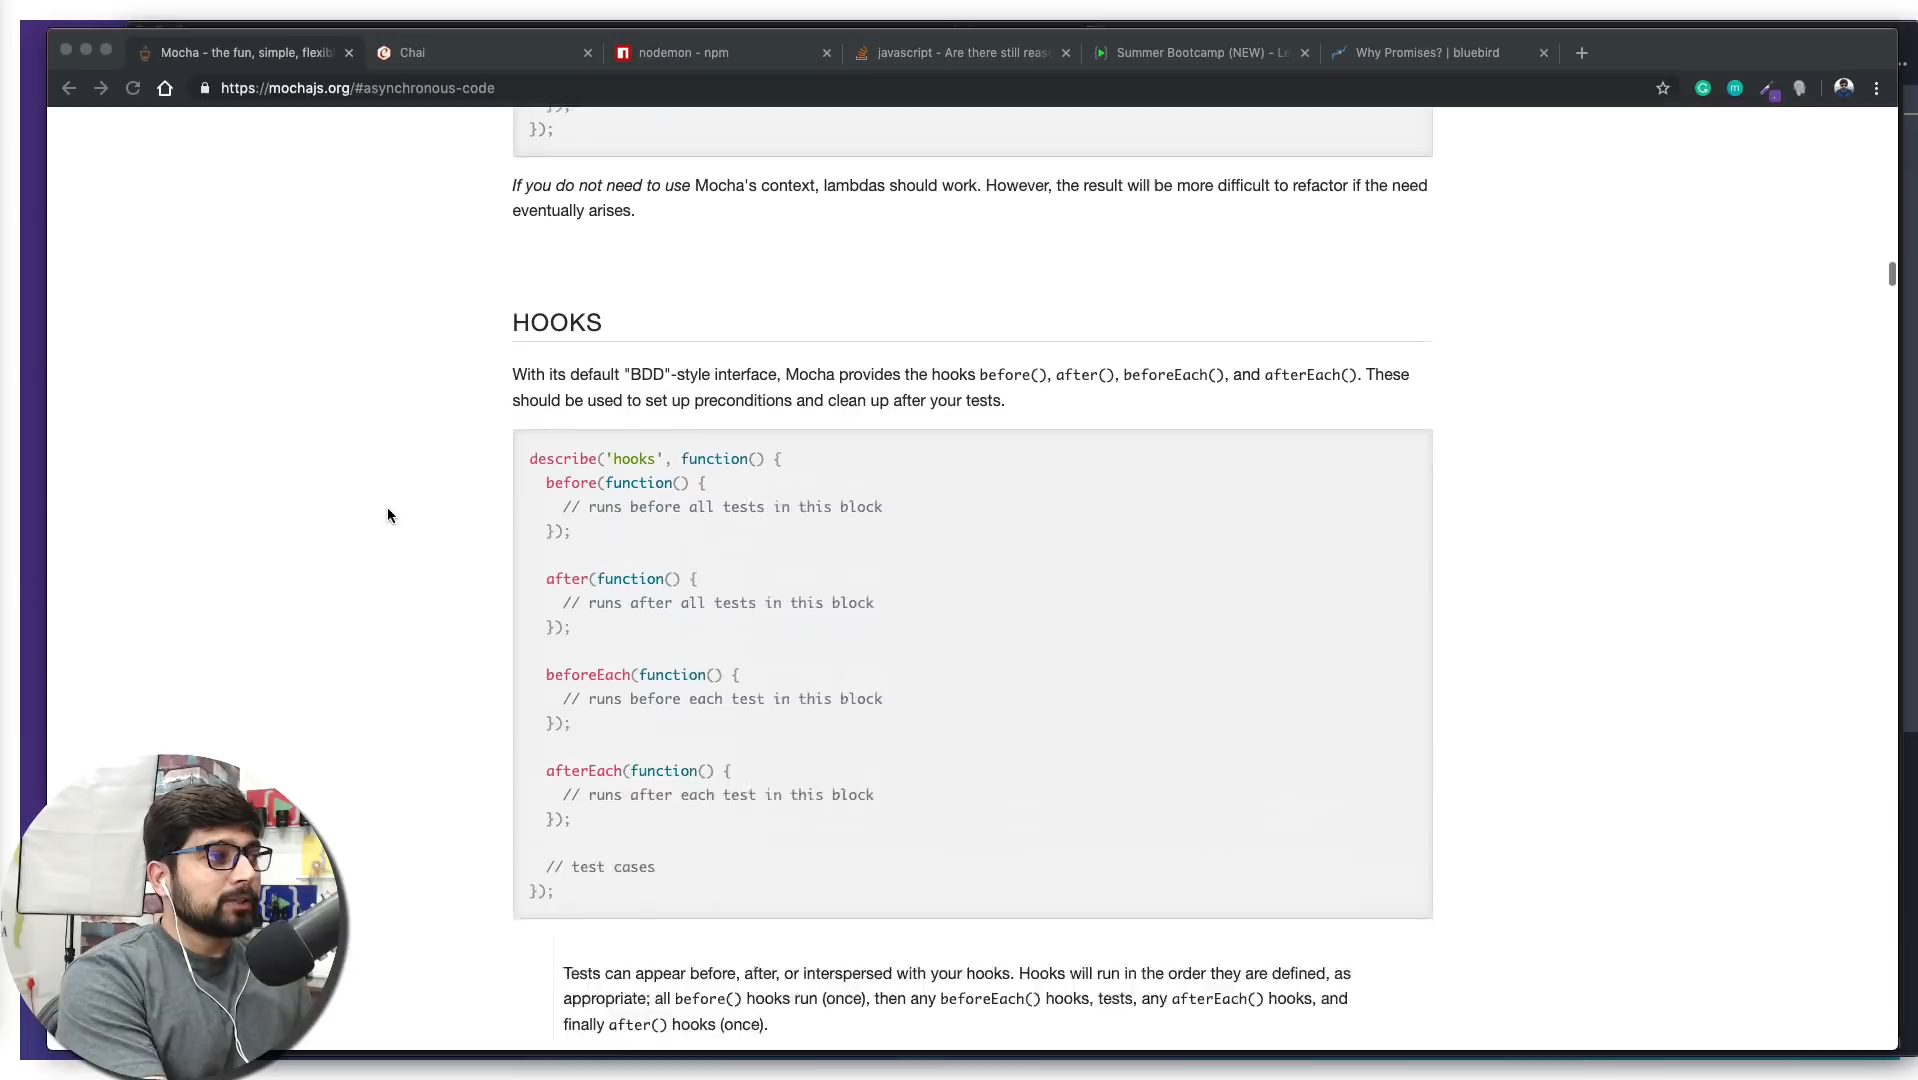 Mocha - the fun, simple, flexib
Chai
nodemon - npm
javascript - Are there still reas
Summer Bootcamp (NEW) - Le
Why Promises? | bluebird
https://mochajs.org/#asynchronous-code
});
});
If you do not need to use Mocha's context, lambdas should work. However, the result will be more difficult to refactor if the need
eventually arises.
HOOKS
With its default "BDD"-style interface, Mocha provides the hooks before(), after(), beforeEach(), and afterEach(). These
should be used to set up preconditions and clean up after your tests.
describe('hooks', function() {
before(function() {
// runs before all tests in this block
});
after(function() {
// runs after all tests in this block
});
beforeEach(function() {
// runs before each test in this block
});
afterEach(function() {
// runs after each test in this block
});
// test cases
});
Tests can appear before, after, or interspersed with your hooks. Hooks will run in the order they are defined, as
appropriate; all before() hooks run (once), then any beforeEach() hooks, tests, any afterEach() hooks, and
finally after() hooks (once).